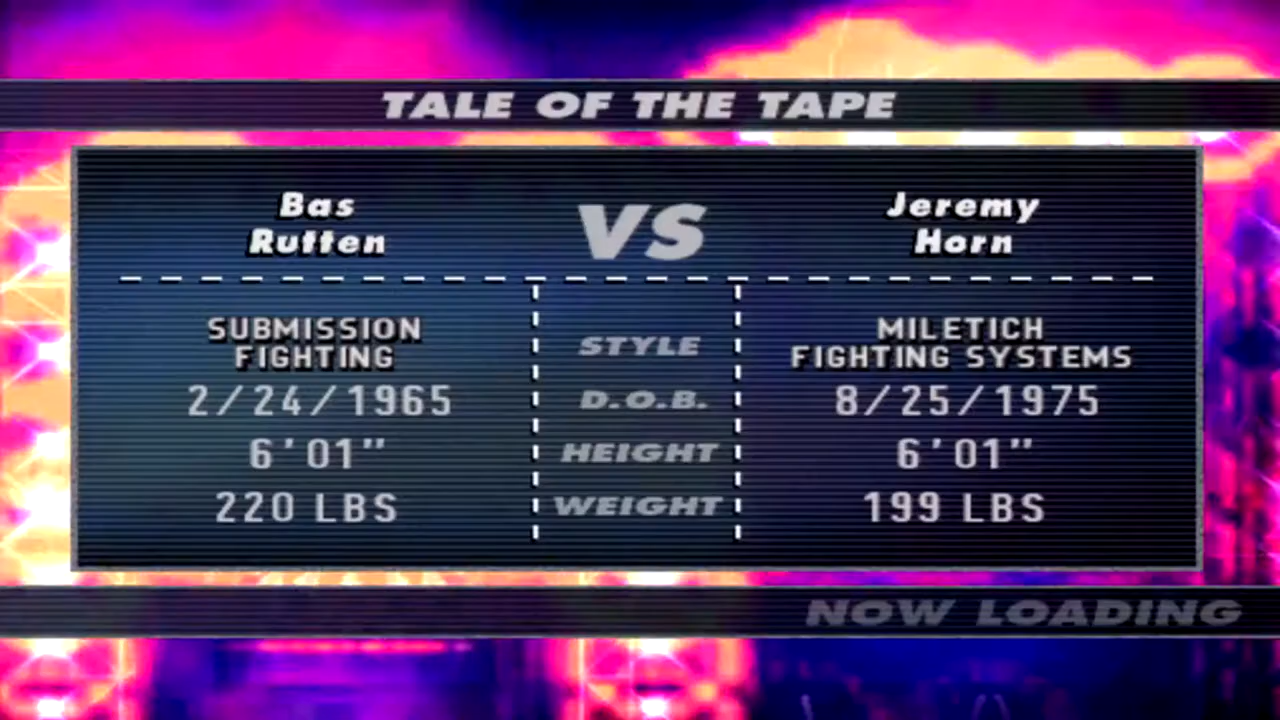 TALE OF THE TAPE
Bas
Rutten
VS
Jeremy
Horn
SUBMISSION
FIGHTING
STYLE
MILETICH
FIGHTING SYSTEMS
2/24/1965
D.O.B.
8/25/1975
6'01"
HEIGHT
6'01"
220 LBS
WEIGHT
199 LBS
NOW LOADING